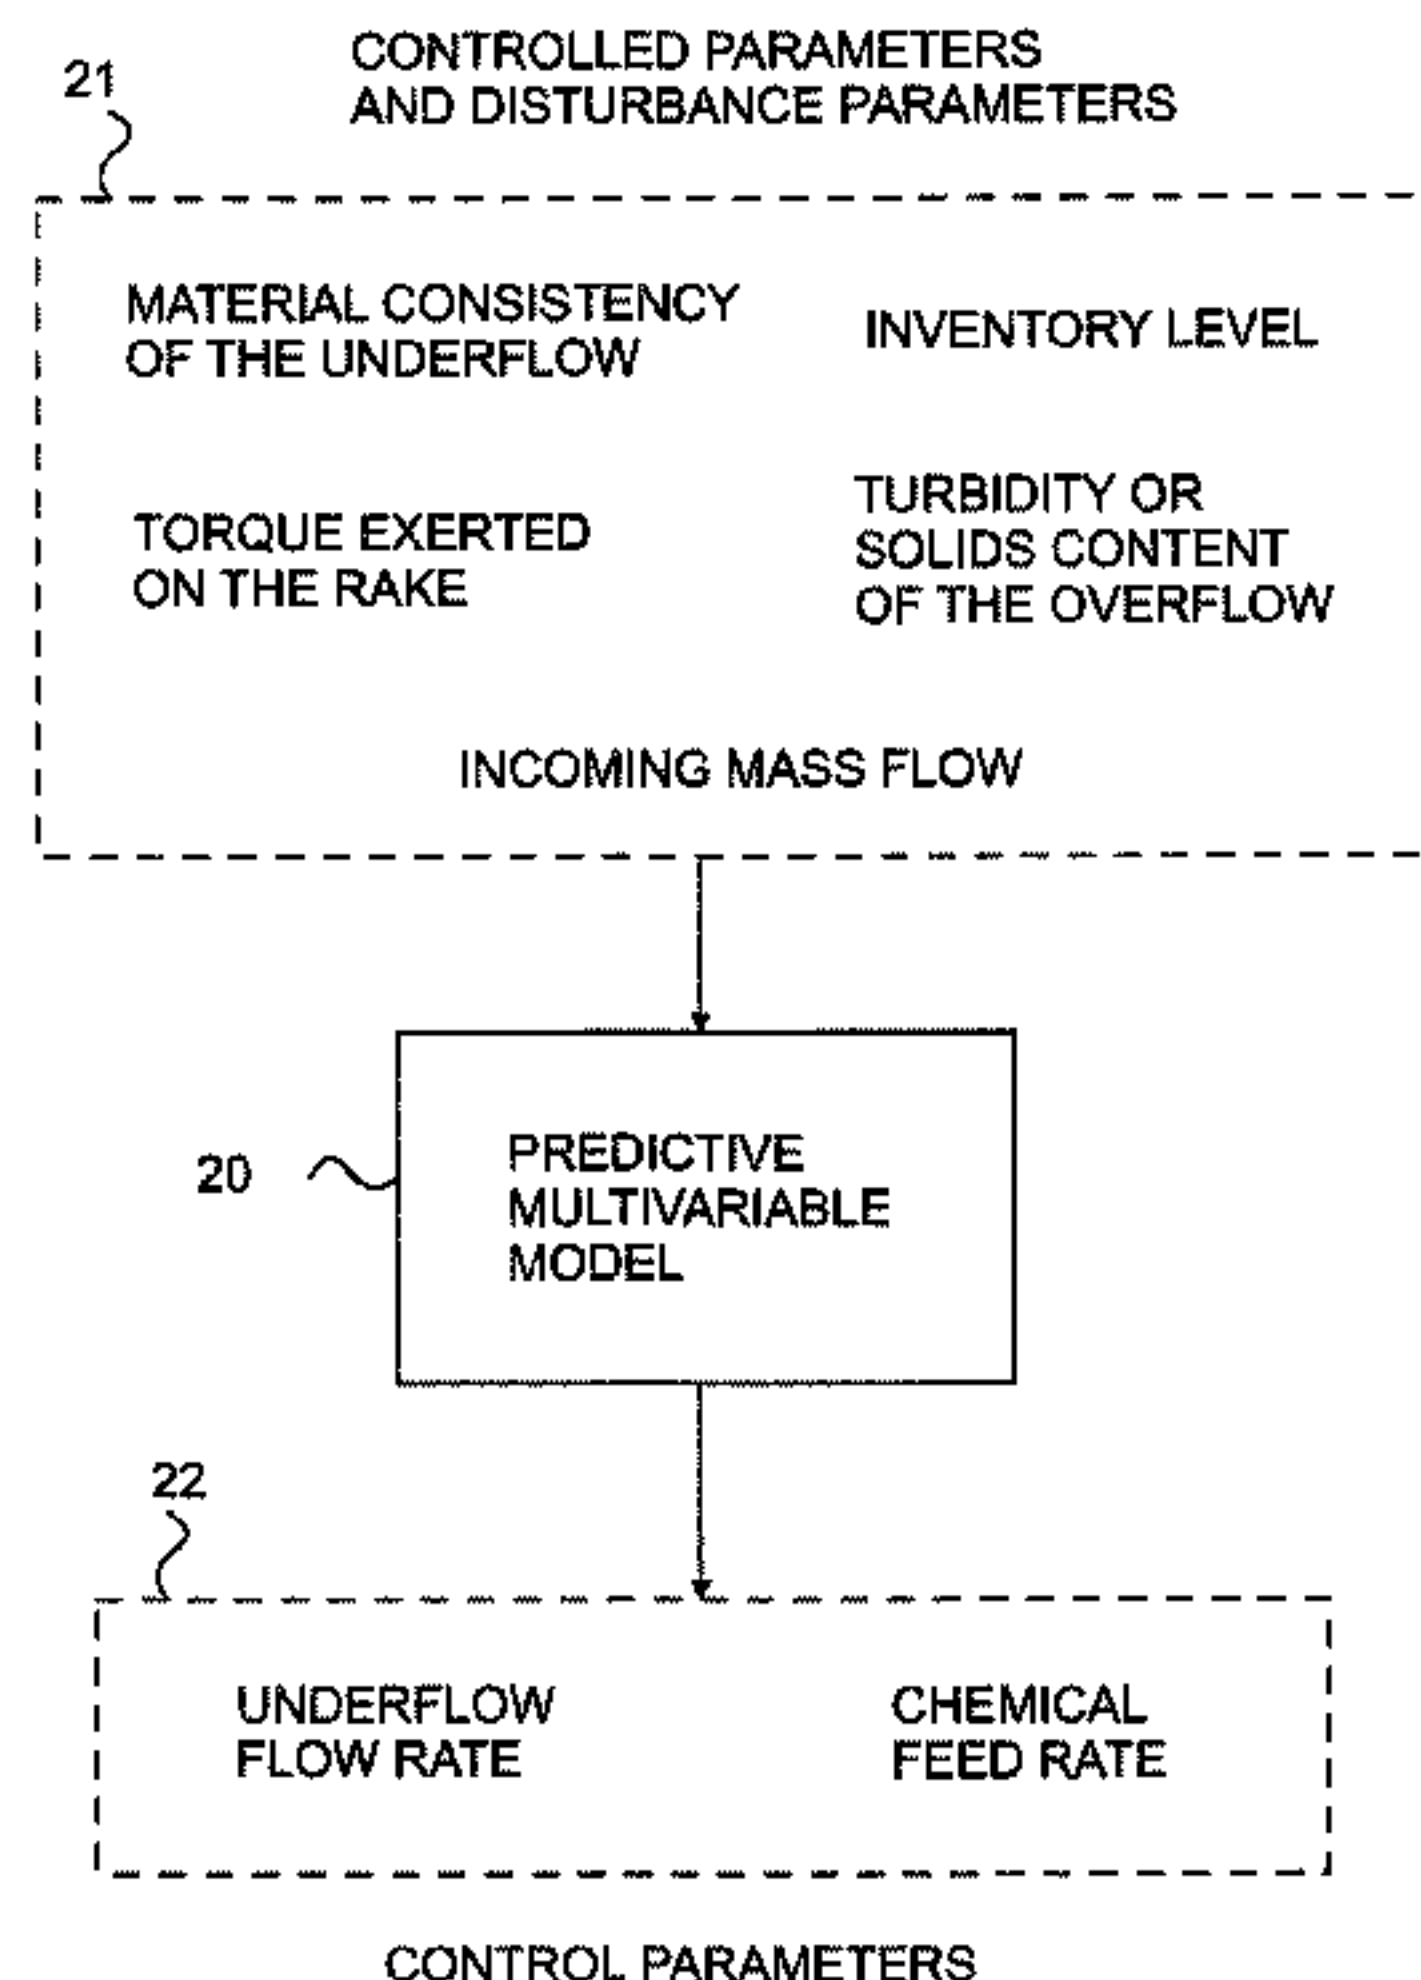 21
CONTROLLED PARAMETERS
AND DISTURBANCE PARAMETERS
MATERIAL CONSISTENCY
OF THE UNDERFLOW
INVENTORY LEVEL
TORQUE EXERTED
ON THE RAKE
TURBIDITY OR
SOLIDS CONTENT
OF THE OVERFLOW
INCOMING MASS FLOW
20
PREDICTIVE
MULTIVARIABLE
MODEL
22
UNDERFLOW
FLOW RATE
CHEMICAL
FEED RATE
CONTROL PARAMETERS